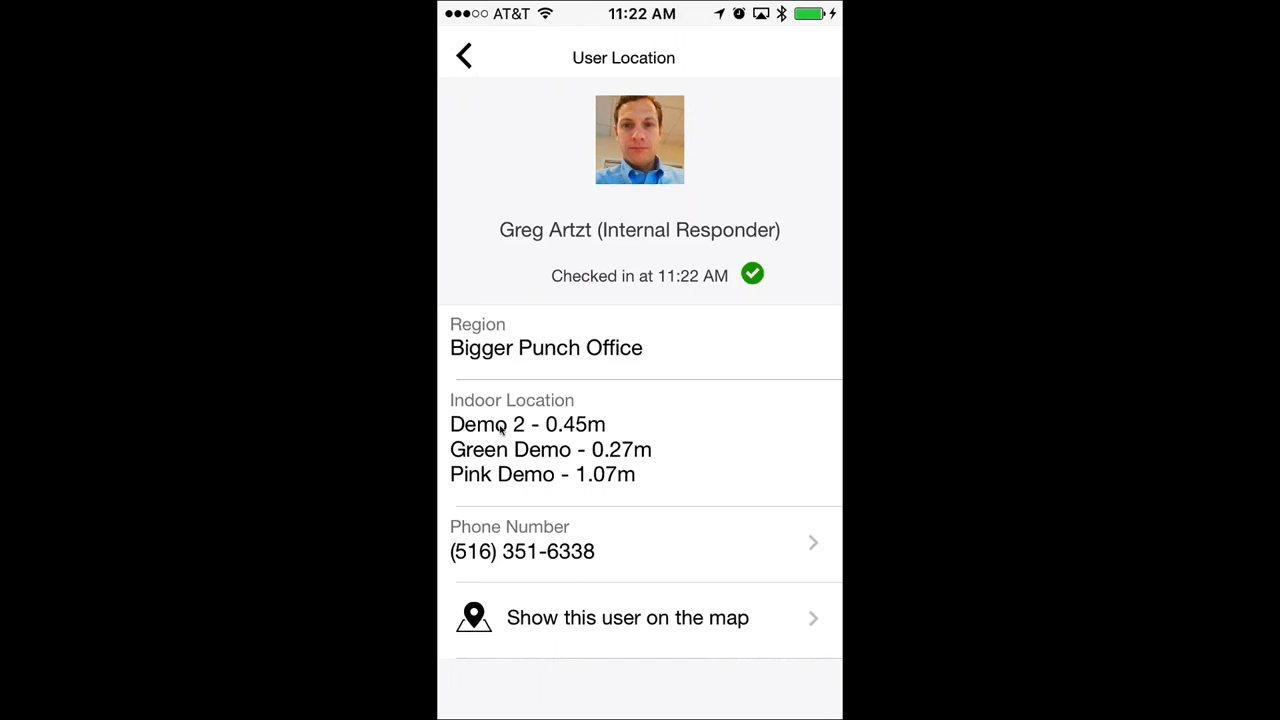 AT&T 11:22 AM
User Location
Greg Artzt (Internal Responder)
Checked in at 11:22 AM
Region
Bigger Punch Office
Indoor Location
Demo 2 - 0.45m
Green Demo - 0.27m
Pink Demo - 1.07m
Phone Number
(516) 351-6338
Show this user on the map